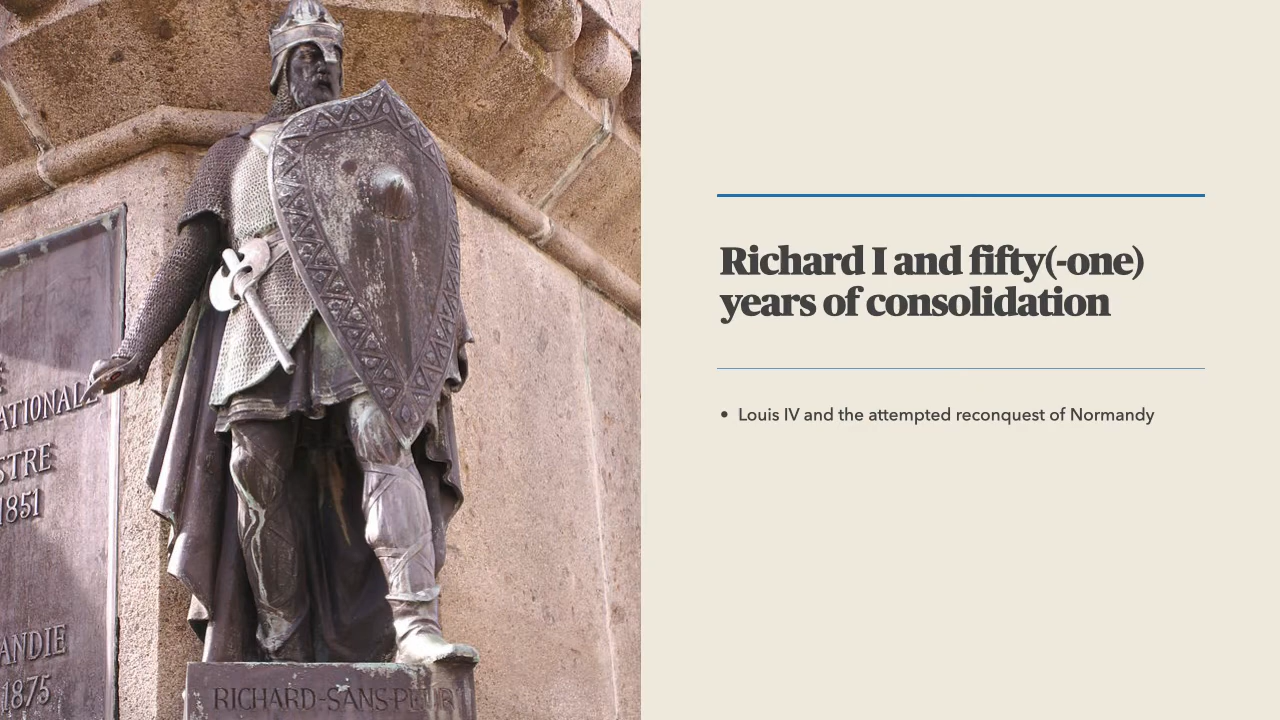 ATIONALE
STRE
1851
ANDIE
1875
RICHARD-SANS-PEUR
Richard I and fifty(-one)
years of consolidation
• Louis IV and the attempted reconquest of Normandy